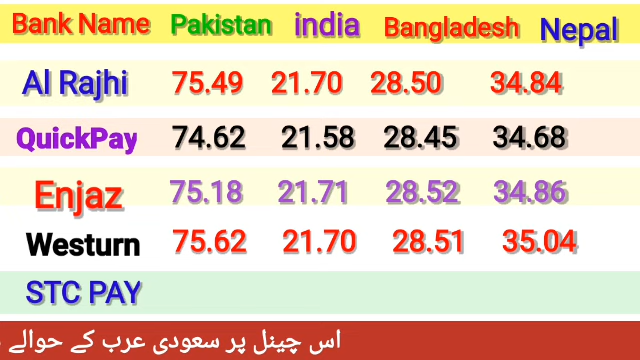 Bank Name Pakistan india Bangladesh Nepal
Al Rajhi 75.49 21.70 28.50 34.84
QuickPay 74.62 21.58 28.45 34.68
Enjaz 75.18 21.71 28.52 34.86
Westurn 75.62 21.70 28.51 35.04
STC PAY
اس چینل پر سعودی عرب کے حوالے